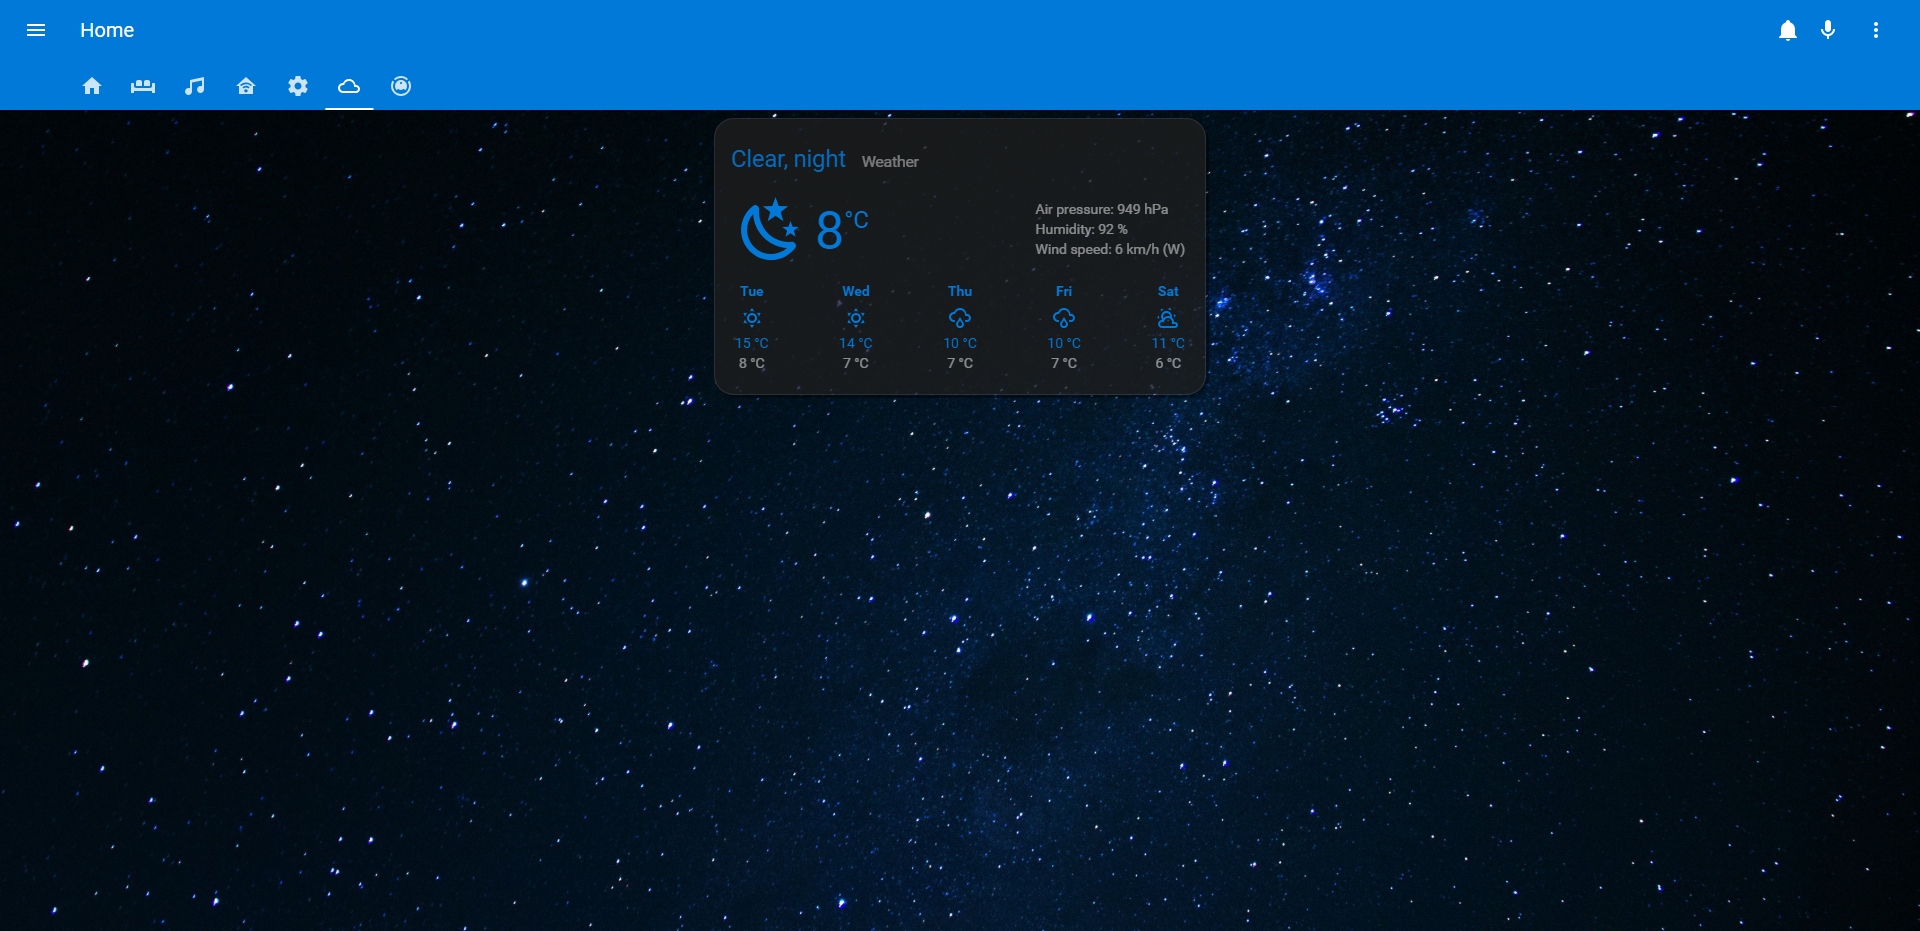 Home
Clear, night Weather
8 °C
Air pressure: 949 hPa
Humidity: 92 %
Wind speed: 6 km/h (W)
Tue Wed Thu Fri Sat
15 °C 14 °C 10 °C 10 °C 11 °C
8 °C 7 °C 7 °C 7 °C 6 °C